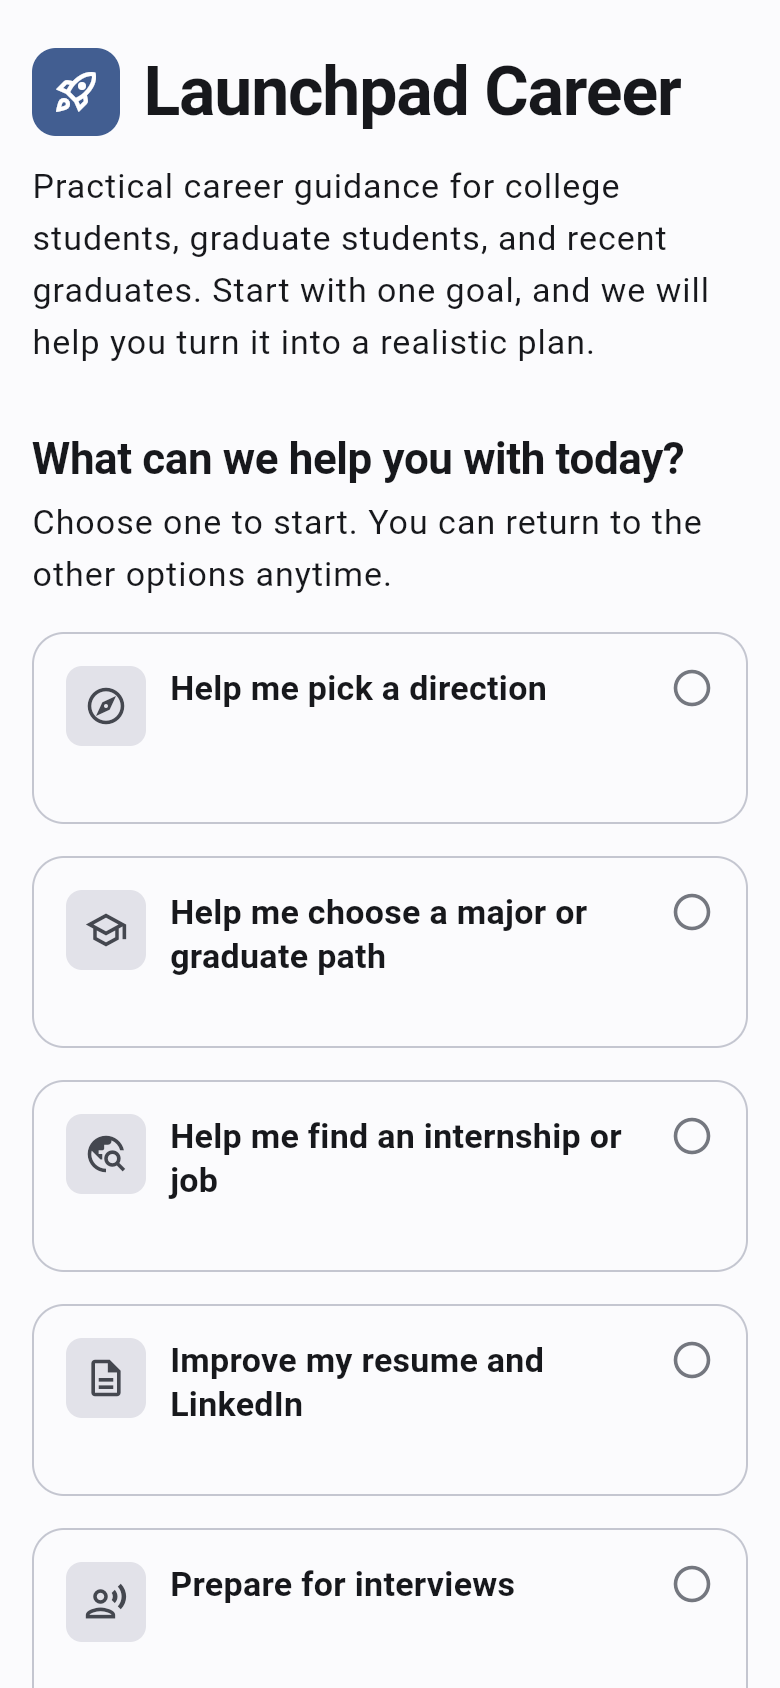 Launchpad Career
Practical career guidance for college
students, graduate students, and recent
graduates. Start with one goal, and we will
help you turn it into a realistic plan.
What can we help you with today?
Choose one to start. You can return to the
other options anytime.
Help me pick a direction
Help me choose a major or
graduate path
Help me find an internship or
job
Improve my resume and
LinkedIn
Prepare for interviews